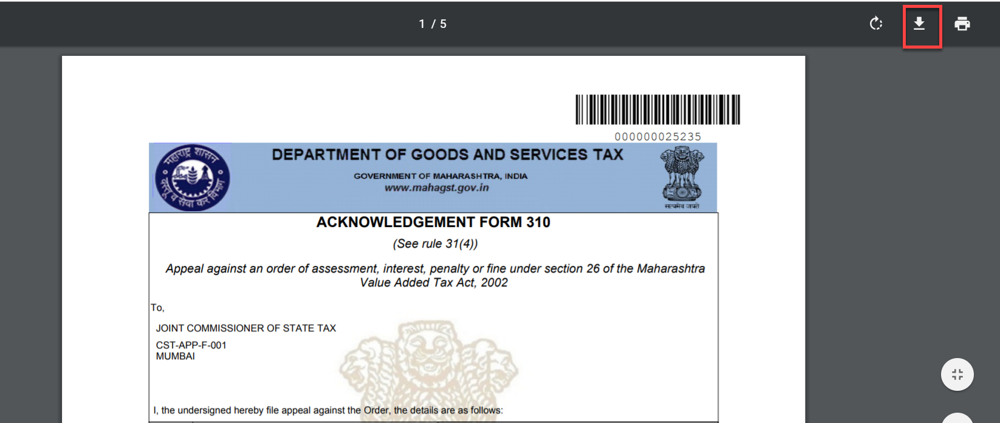 1 / 5
000000025235
महाराष्ट्र शासन
वस्तू व सेवा कर विभाग
DEPARTMENT OF GOODS AND SERVICES TAX
GOVERNMENT OF MAHARASHTRA, INDIA
www.mahagst.gov.in
सत्यमेव जयते
ACKNOWLEDGEMENT FORM 310
(See rule 31(4))
Appeal against an order of assessment, interest, penalty or fine under section 26 of the Maharashtra
Value Added Tax Act, 2002
To,
JOINT COMMISSIONER OF STATE TAX
CST-APP-F-001
MUMBAI
I, the undersigned hereby file appeal against the Order, the details are as follows: